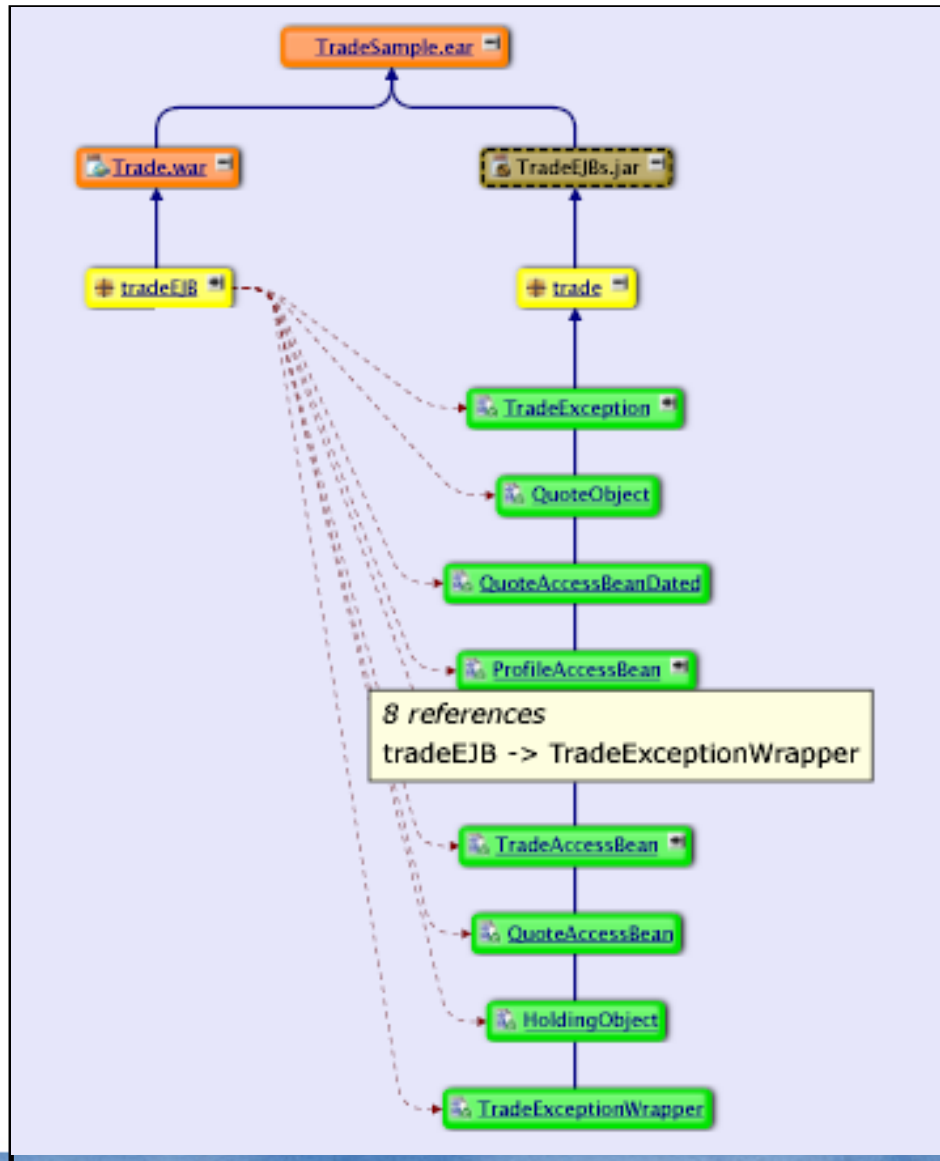 TradeSample.ear
Trade.war
TradeEJBs.jar
tradeEJB
trade
TradeException
QuoteObject
QuoteAccessBeanDated
ProfileAccessBean
8 references
tradeEJB -> TradeExceptionWrapper
TradeAccessBean
QuoteAccessBean
HoldingObject
TradeExceptionWrapper